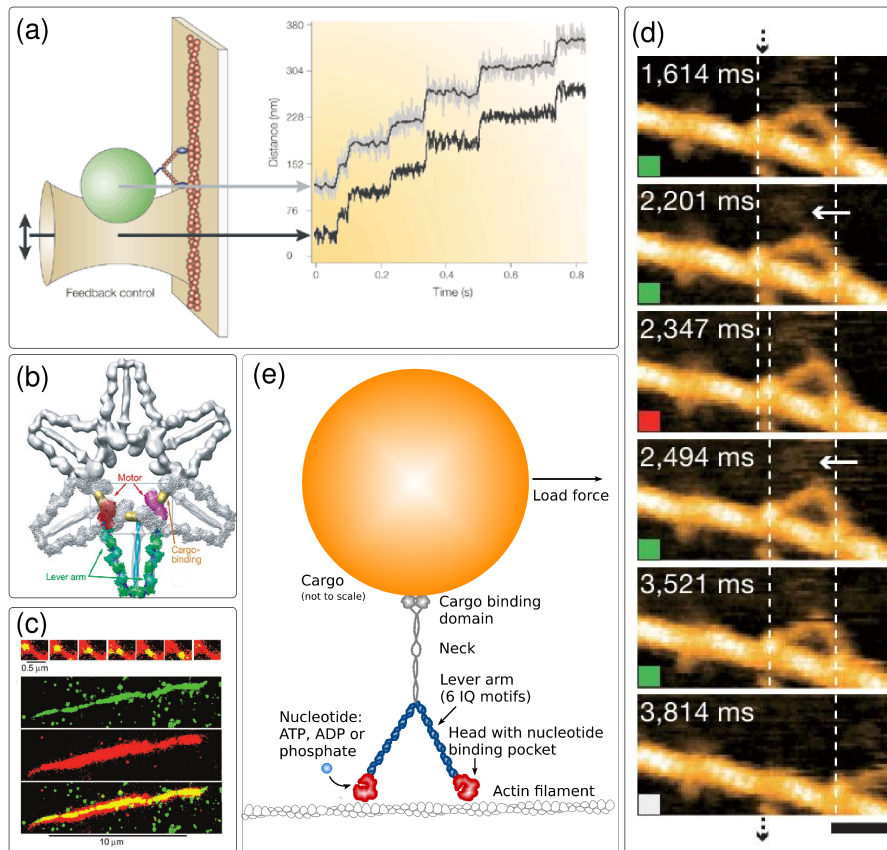 (a)
380
304
228
152
76
0
Distance (nm)
0
0.2
0.4
0.6
0.8
Time (s)
Feedback control
(b)
Motor
Cargo-
binding
Lever arm
(c)
0.5 μm
10 μm
(d)
1,614 ms
2,201 ms
2,347 ms
2,494 ms
3,521 ms
3,814 ms
(e)
Load force
Cargo
(not to scale)
Cargo binding
domain
Neck
Lever arm
(6 IQ motifs)
Nucleotide:
ATP, ADP or
phosphate
Head with nucleotide
binding pocket
Actin filament